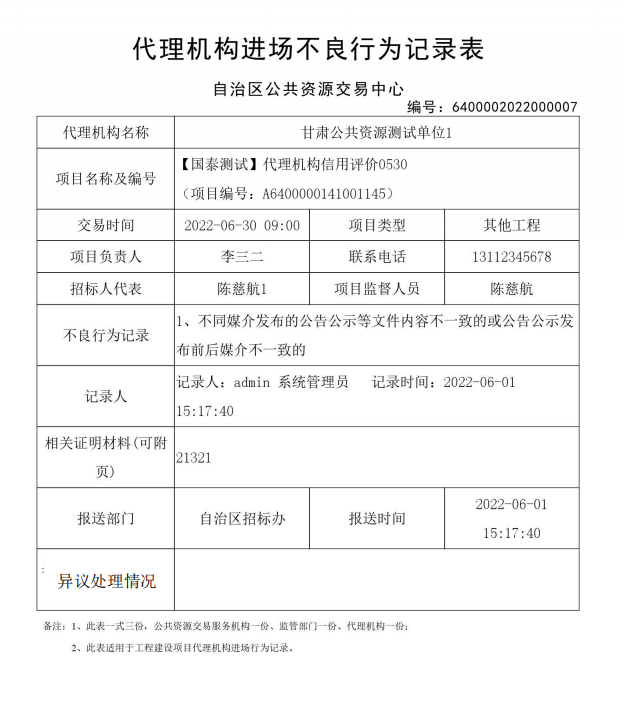 代理机构进场不良行为记录表
自治区公共资源交易中心
编号：6400002022000007
代理机构名称 甘肃公共资源测试单位1
项目名称及编号 【国泰测试】代理机构信用评价0530
（项目编号：A6400000141001145）
交易时间 2022-06-30 09:00 项目类型 其他工程
项目负责人 李三二 联系电话 13112345678
招标人代表 陈慈航1 项目监督人员 陈慈航
不良行为记录 1、不同媒介发布的公告公示等文件内容不一致的或公告公示发
布前后媒介不一致的
记录人 记录人：admin 系统管理员 记录时间：2022-06-01
15:17:40
相关证明材料(可附
页) 21321
报送部门 自治区招标办 报送时间 2022-06-01
15:17:40
：
异议处理情况
备注：1、此表一式三份，公共资源交易服务机构一份、监管部门一份、代理机构一份；
2、此表适用于工程建设项目代理机构进场行为记录。